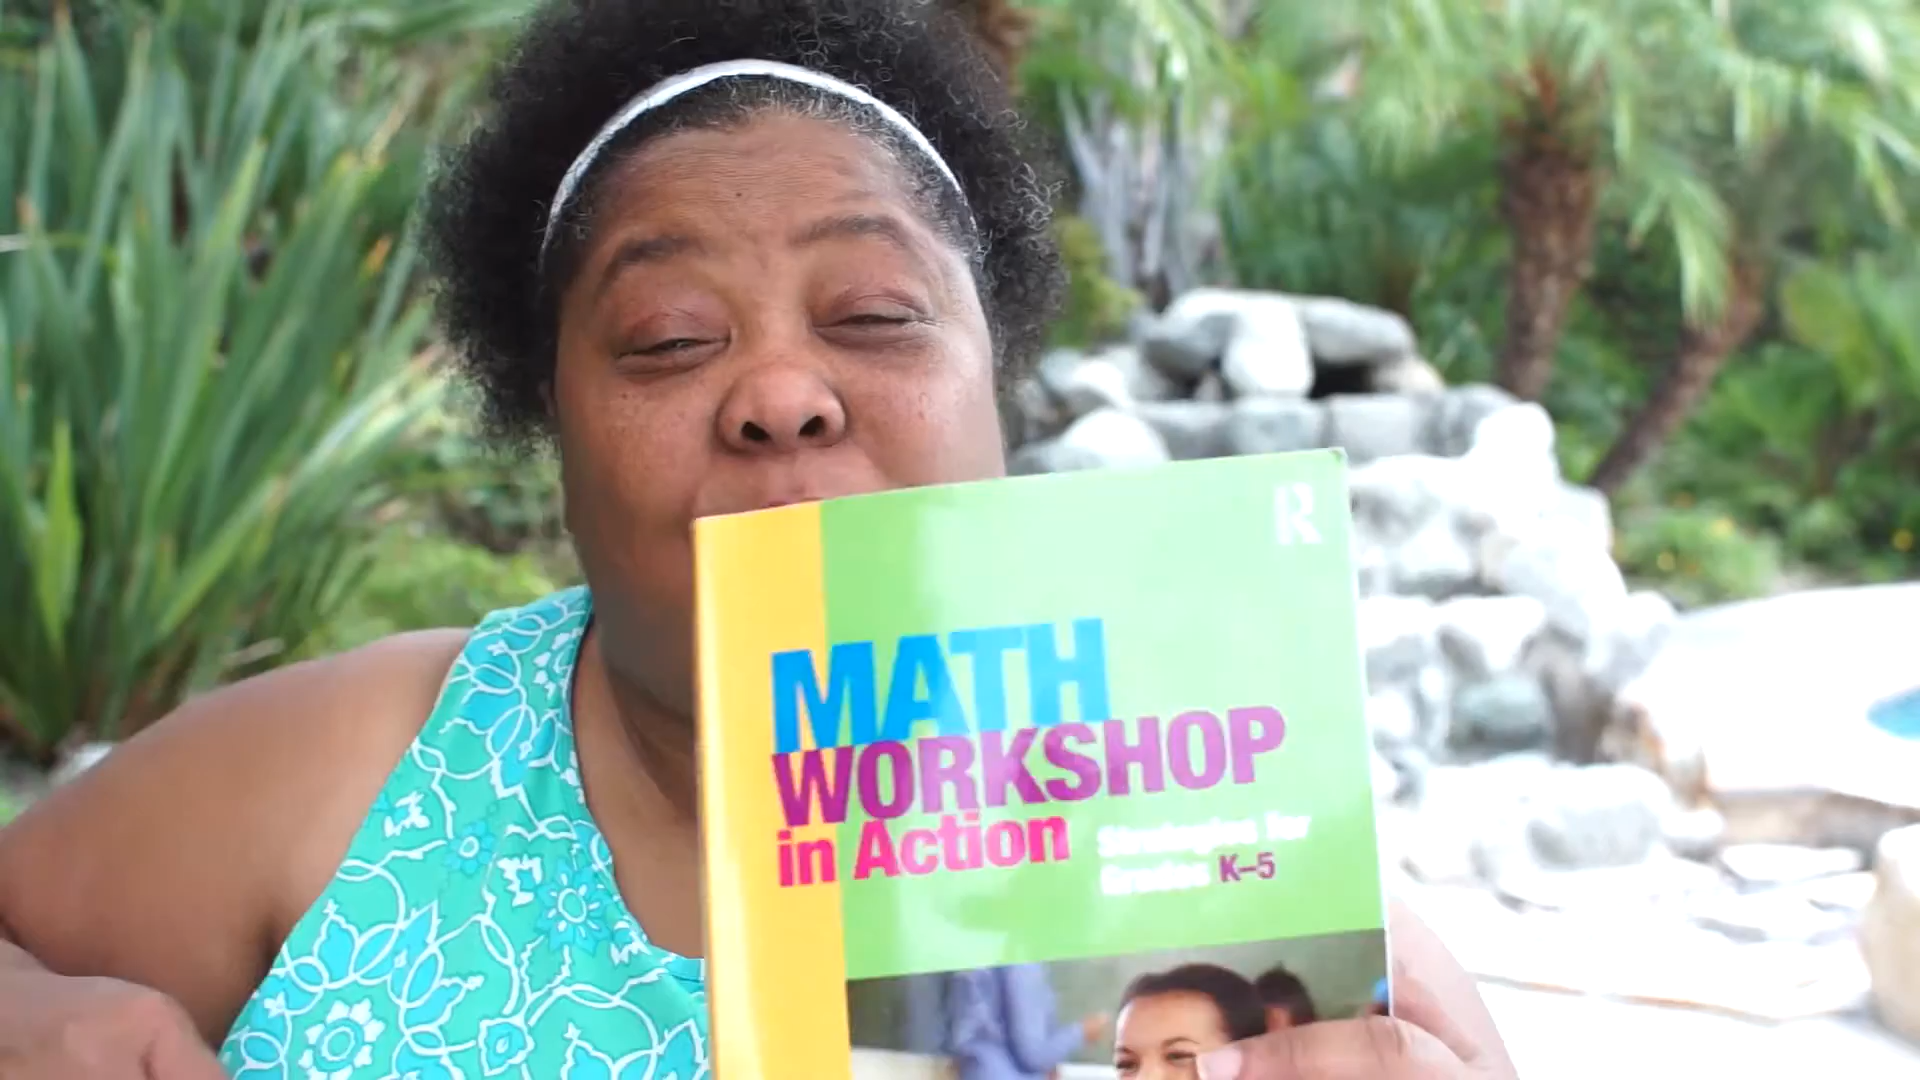 R
MATH
WORKSHOP
in Action
Strategies for
Grades K–5